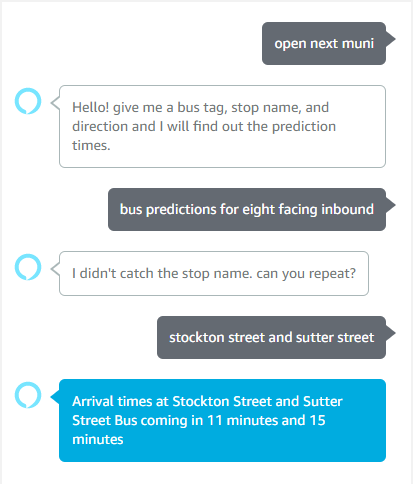 open next muni
Hello! give me a bus tag, stop name, and
direction and I will find out the prediction
times.
bus predictions for eight facing inbound
I didn't catch the stop name. can you repeat?
stockton street and sutter street
Arrival times at Stockton Street and Sutter
Street Bus coming in 11 minutes and 15
minutes